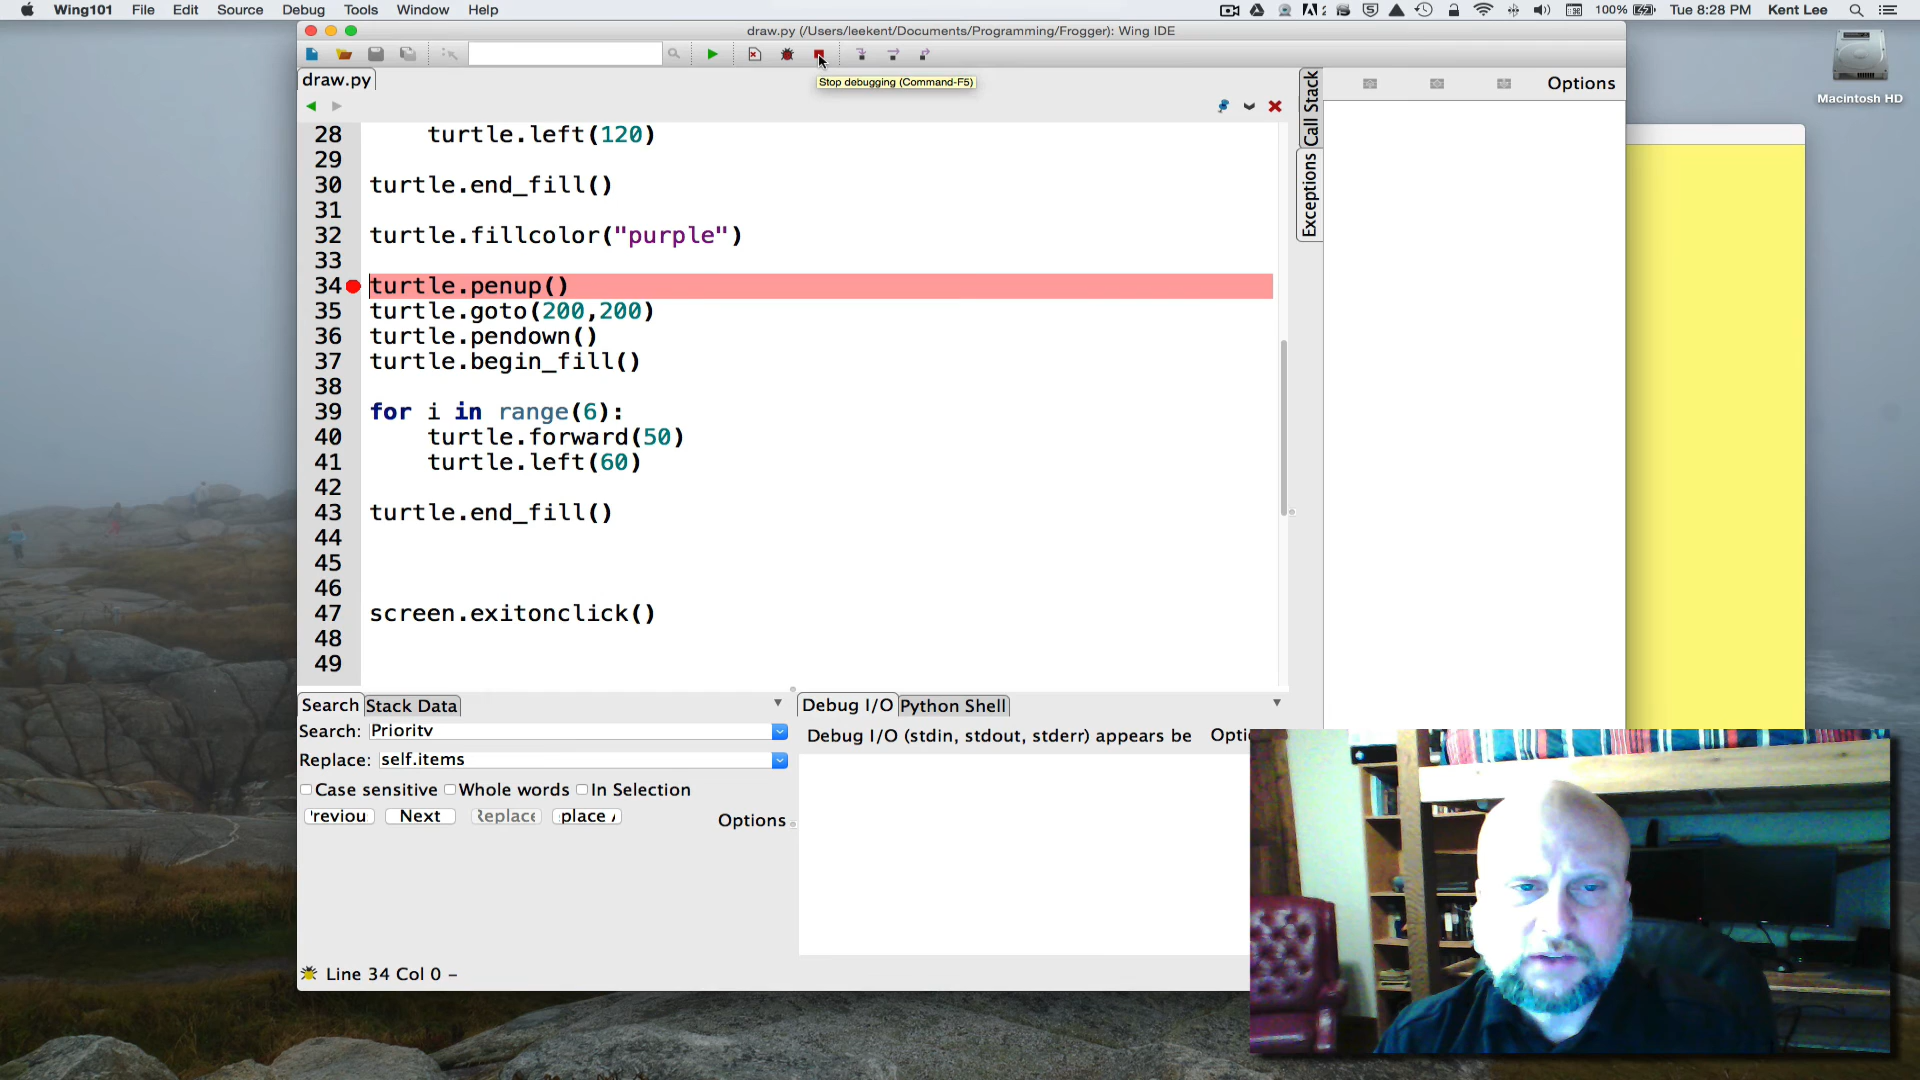 Wing101 File Edit Source Debug Tools Window Help 100% Tue 8:28 PM Kent Lee
draw.py (/Users/leekent/Documents/Programming/Frogger): Wing IDE
Stop debugging (Command-F5)
draw.py
Options
Macintosh HD
Call Stack
Exceptions
28 turtle.left(120)
29
30 turtle.end_fill()
31
32 turtle.fillcolor("purple")
33
34 turtle.penup()
35 turtle.goto(200,200)
36 turtle.pendown()
37 turtle.begin_fill()
38
39 for i in range(6):
40 turtle.forward(50)
41 turtle.left(60)
42
43 turtle.end_fill()
44
45
46
47 screen.exitonclick()
48
49
Search Stack Data
Search: Priority
Replace: self.items
Case sensitive Whole words In Selection
'reviou Next Replace place A
Options
Debug I/O Python Shell
Debug I/O (stdin, stdout, stderr) appears be Optio
Line 34 Col 0 -